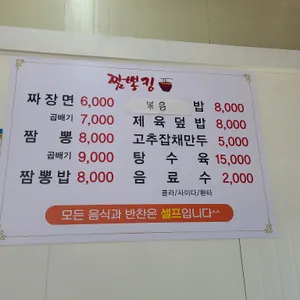 짬뽕킹
짜장면 6,000
곱배기 7,000
짬뽕 8,000
곱배기 9,000
짬뽕밥 8,000
볶음밥 8,000
제육덮밥 8,000
고추잡채만두 5,000
탕수육 15,000
음료수 2,000
콜라/사이다/환타
모든 음식과 반찬은 셀프입니다^^